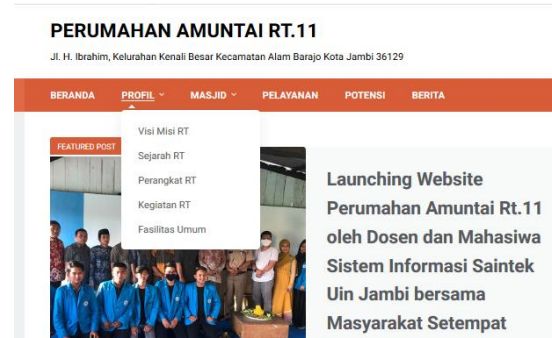 PERUMAHAN AMUNTAI RT.11
Jl. H. Ibrahim, Kelurahan Kenali Besar Kecamatan Alam Barajo Kota Jambi 36129
BERANDA PROFIL MASJID PELAYANAN POTENSI BERITA
Visi Misi RT
Sejarah RT
Perangkat RT
Kegiatan RT
Fasilitas Umum
FEATURED POST
Launching Website
Perumahan Amuntai Rt.11
oleh Dosen dan Mahasiwa
Sistem Informasi Saintek
Uin Jambi bersama
Masyarakat Setempat